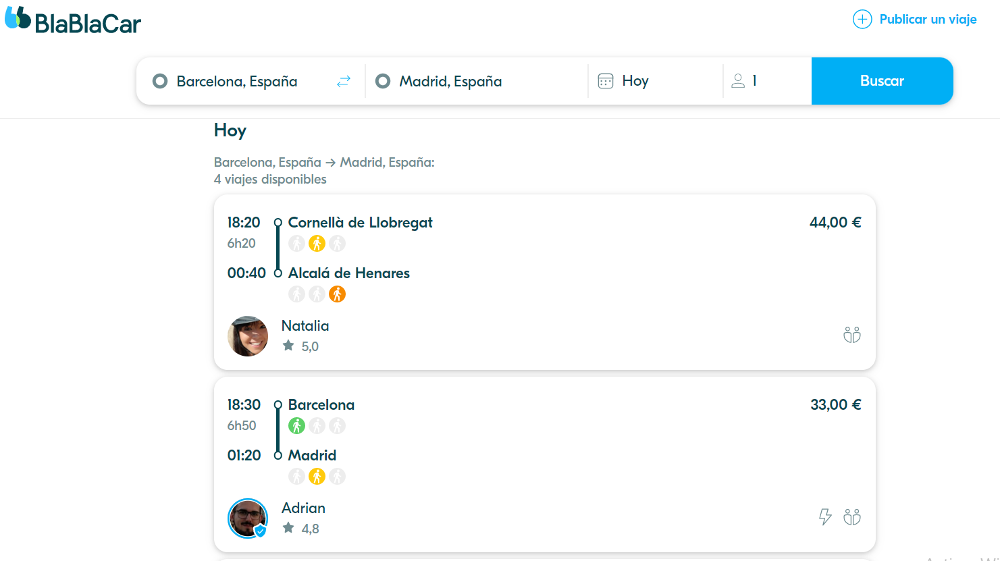 BlaBlaCar
Publicar un viaje
Barcelona, España
Madrid, España
Hoy
1
Buscar
Hoy
Barcelona, España → Madrid, España:
4 viajes disponibles
18:20 Cornellà de Llobregat 44,00 €
6h20
00:40 Alcalá de Henares
Natalia
5,0
18:30 Barcelona 33,00 €
6h50
01:20 Madrid
Adrian
4,8